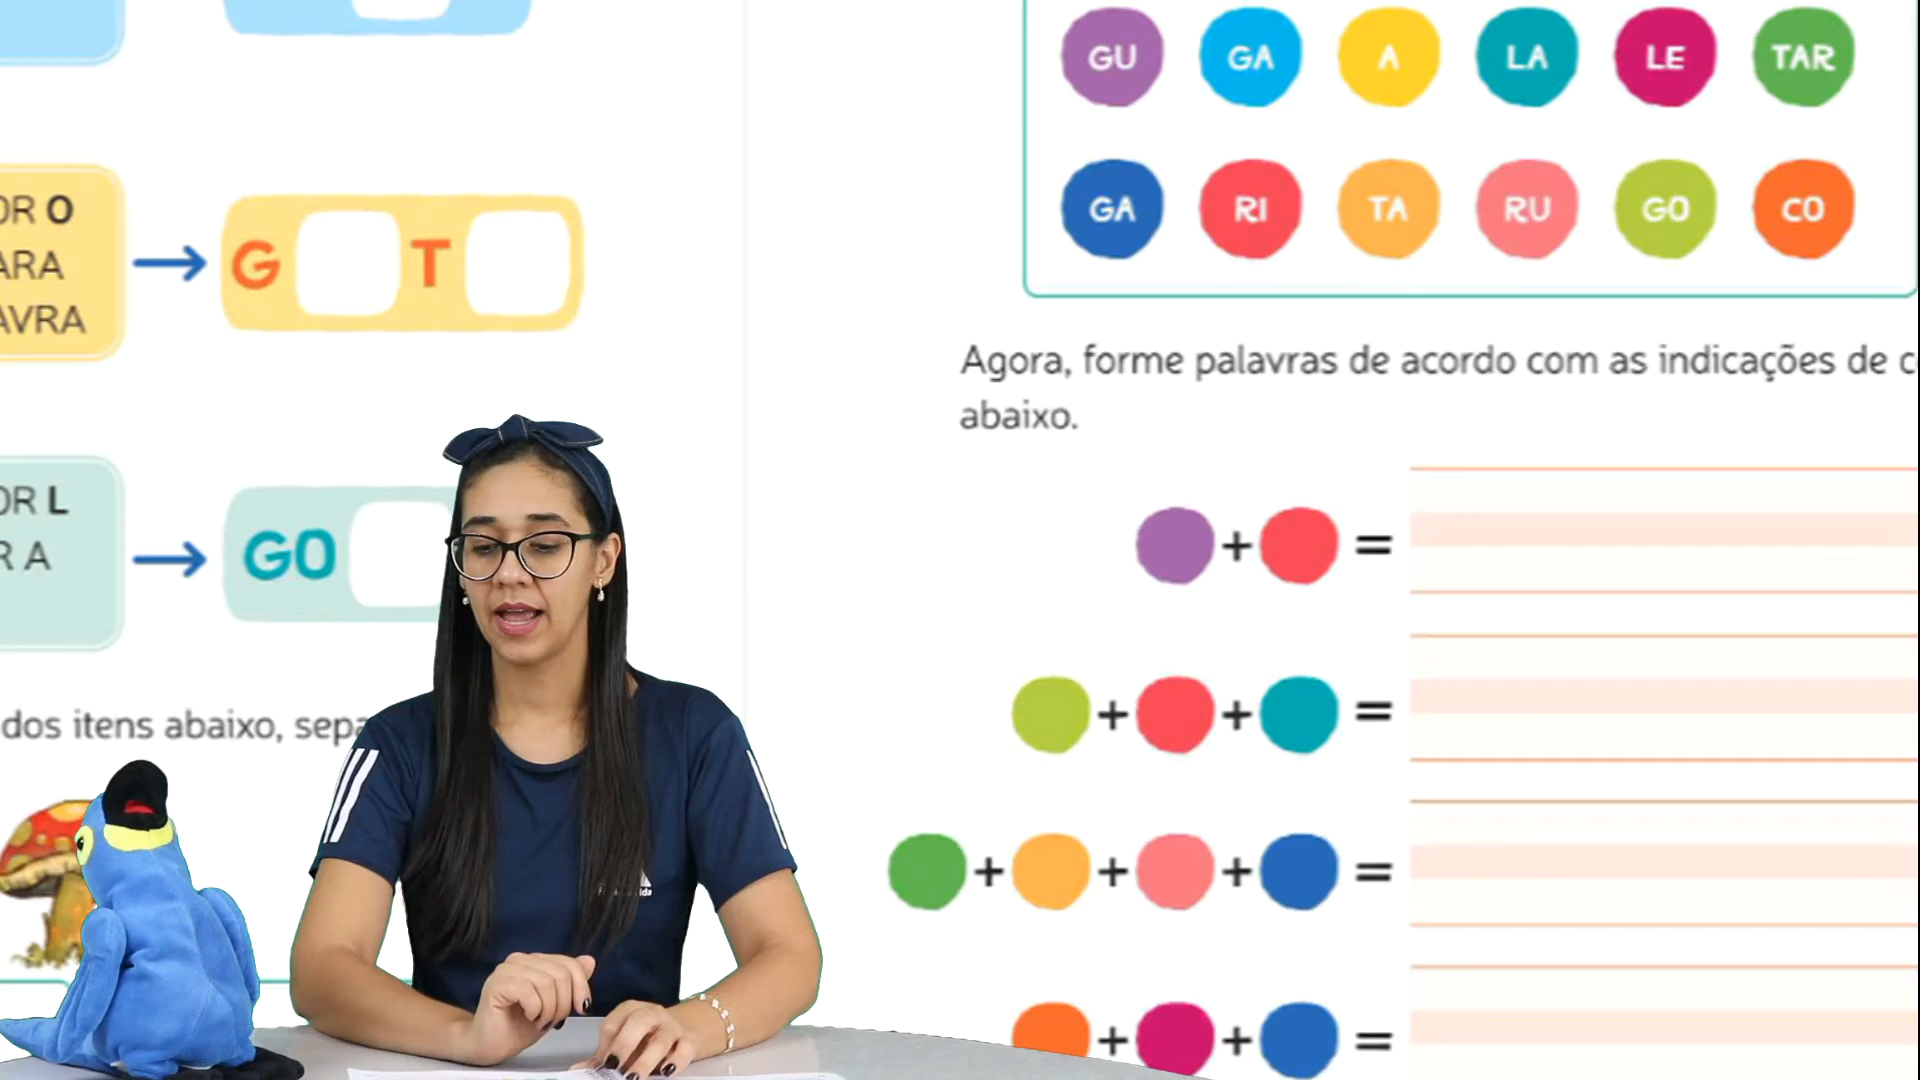 OR O
ARA
AVRA
G T
OR L
R A
GO
dos itens abaixo, sepa
GU GA A LA LE TAR
GA RI TA RU GO CO
Agora, forme palavras de acordo com as indicações de c
abaixo.
+ =
+ + =
+ + + =
+ + =